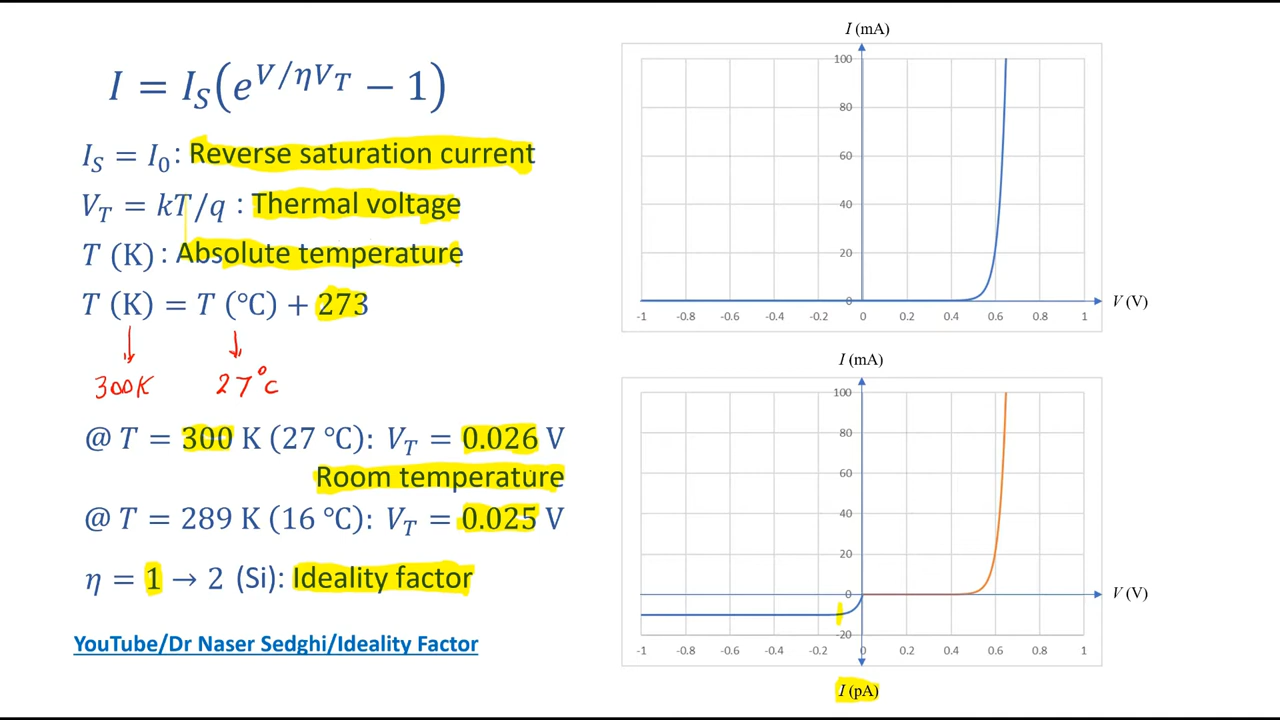 I = I_S(e^{V/ηV_T} − 1)
I_S = I_0: Reverse saturation current
V_T = kT/q : Thermal voltage
T (K) : Absolute temperature
T (K) = T (°C) + 273
300K 27°C
@ T = 300 K (27 °C): V_T = 0.026 V
Room temperature
@ T = 289 K (16 °C): V_T = 0.025 V
η = 1 → 2 (Si): Ideality factor
YouTube/Dr Naser Sedghi/Ideality Factor
I (mA)
100
80
60
40
20
0
V (V)
-1 -0.8 -0.6 -0.4 -0.2 0 0.2 0.4 0.6 0.8 1
I (mA)
100
80
60
40
20
0
V (V)
20
-1 -0.8 -0.6 -0.4 -0.2 0 0.2 0.4 0.6 0.8 1
I (pA)